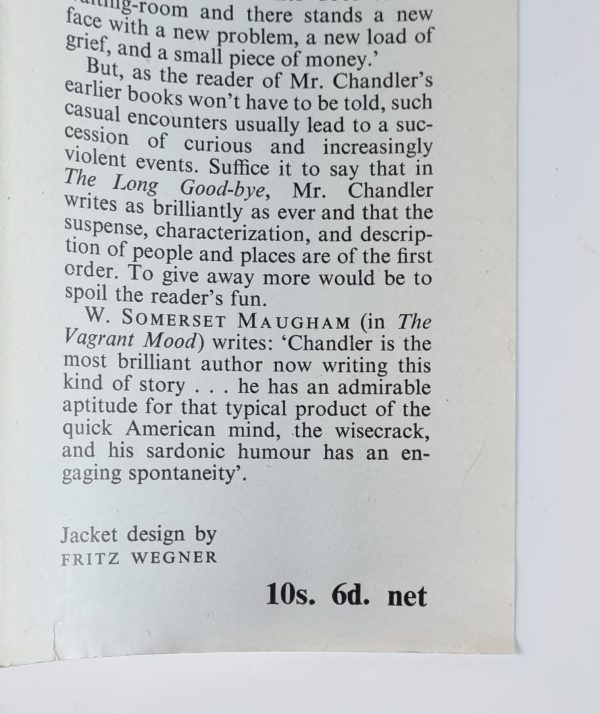 waiting-room and there stands a new
face with a new problem, a new load of
grief, and a small piece of money.’
But, as the reader of Mr. Chandler’s
earlier books won’t have to be told, such
casual encounters usually lead to a suc-
cession of curious and increasingly
violent events. Suffice it to say that in
The Long Good-bye, Mr. Chandler
writes as brilliantly as ever and that the
suspense, characterization, and descrip-
tion of people and places are of the first
order. To give away more would be to
spoil the reader’s fun.
W. SOMERSET MAUGHAM (in The
Vagrant Mood) writes: ‘Chandler is the
most brilliant author now writing this
kind of story . . . he has an admirable
aptitude for that typical product of the
quick American mind, the wisecrack,
and his sardonic humour has an en-
gaging spontaneity’.
Jacket design by
FRITZ WEGNER
10s. 6d. net